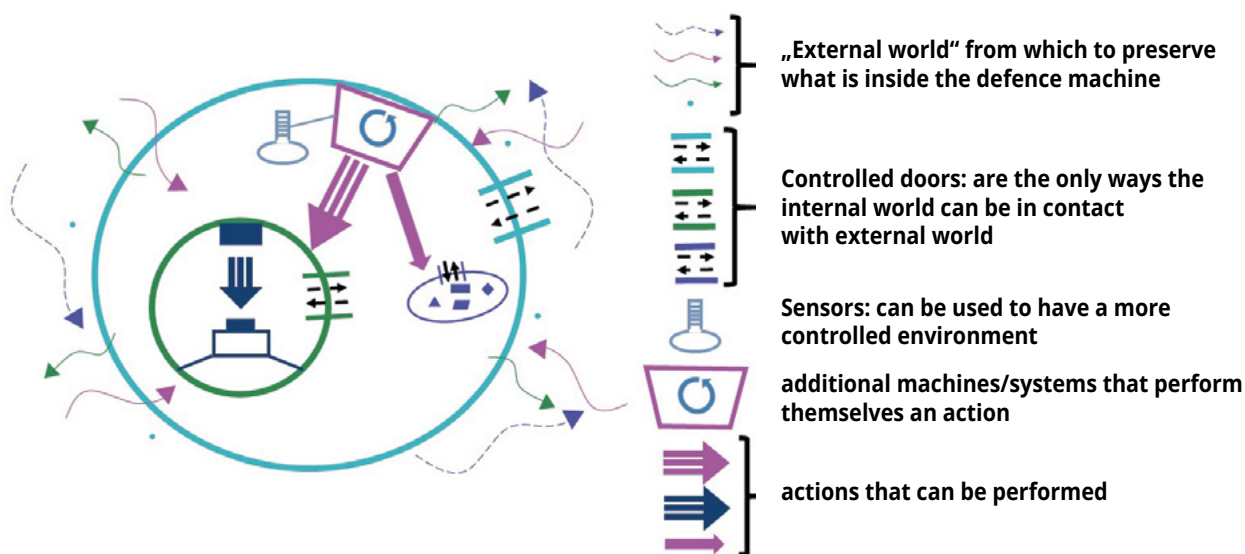 „External world“ from which to preserve
what is inside the defence machine
Controlled doors: are the only ways the
internal world can be in contact
with external world
Sensors: can be used to have a more
controlled environment
additional machines/systems that perform
themselves an action
actions that can be performed